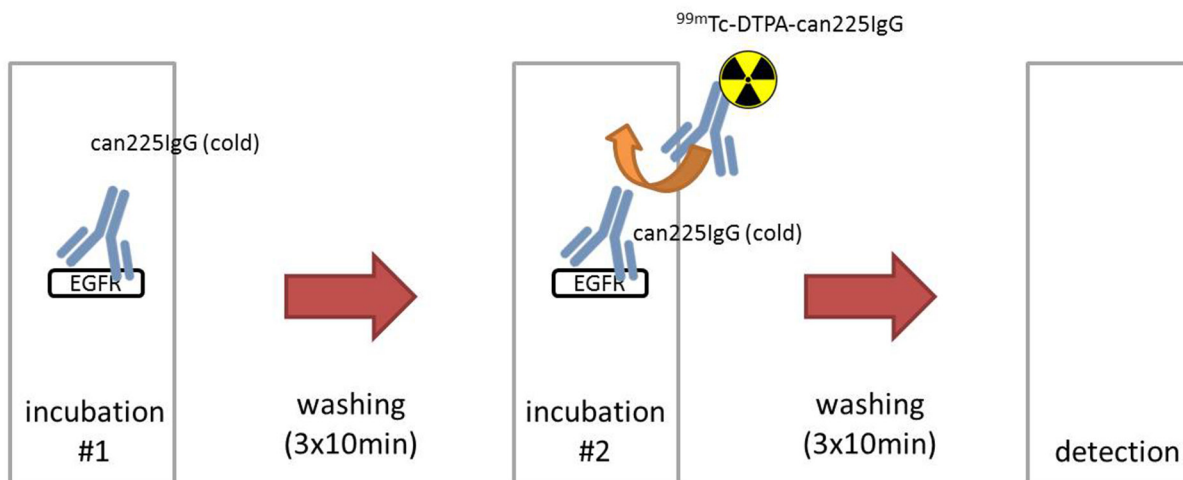 99mTc-DTPA-can225IgG
can225IgG (cold)
can225IgG (cold)
EGFR
EGFR
incubation
#1
washing
(3x10min)
incubation
#2
washing
(3x10min)
detection